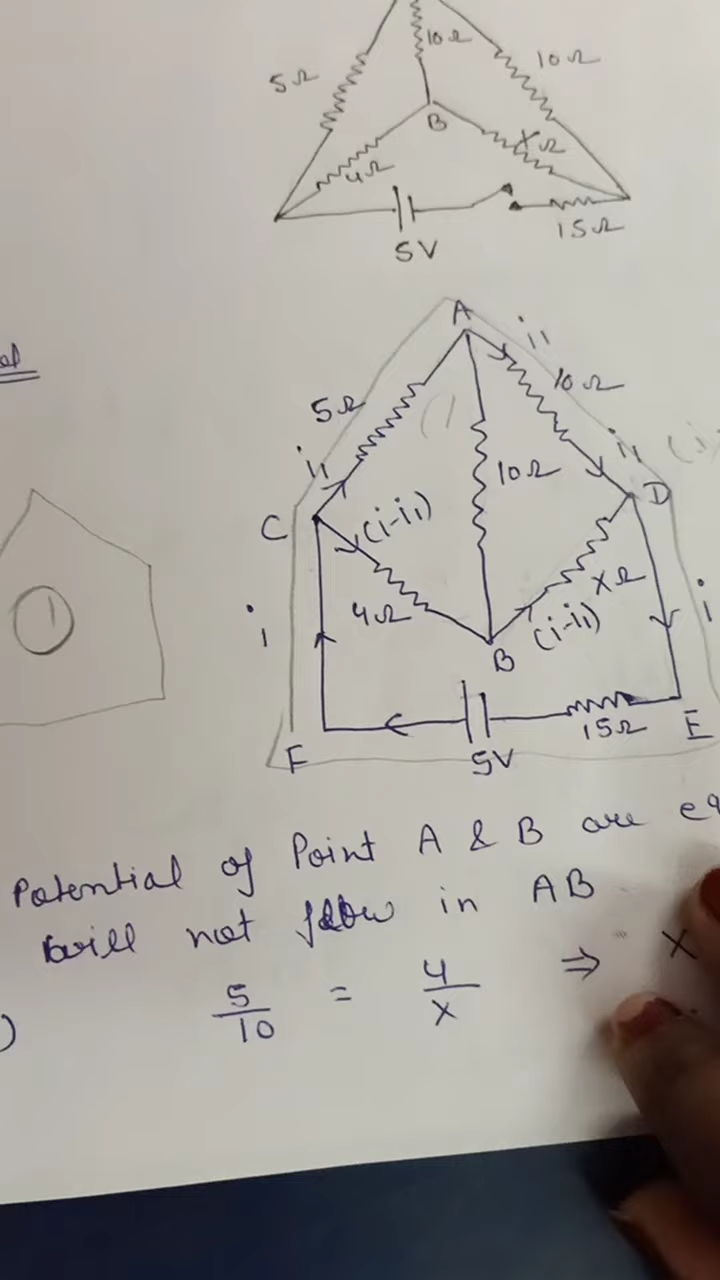 10Ω
10Ω
5Ω
B
XΩ
4Ω
15Ω
5V
A
i1
10Ω
5Ω
i1
i1
10Ω
C
D
(i-i1)
XΩ
4Ω
i
i
(i-i1)
B
1
15Ω
E
F
5V
Potential of Point A & B are
will not flow in AB
5/10 = 4/x ⇒ x